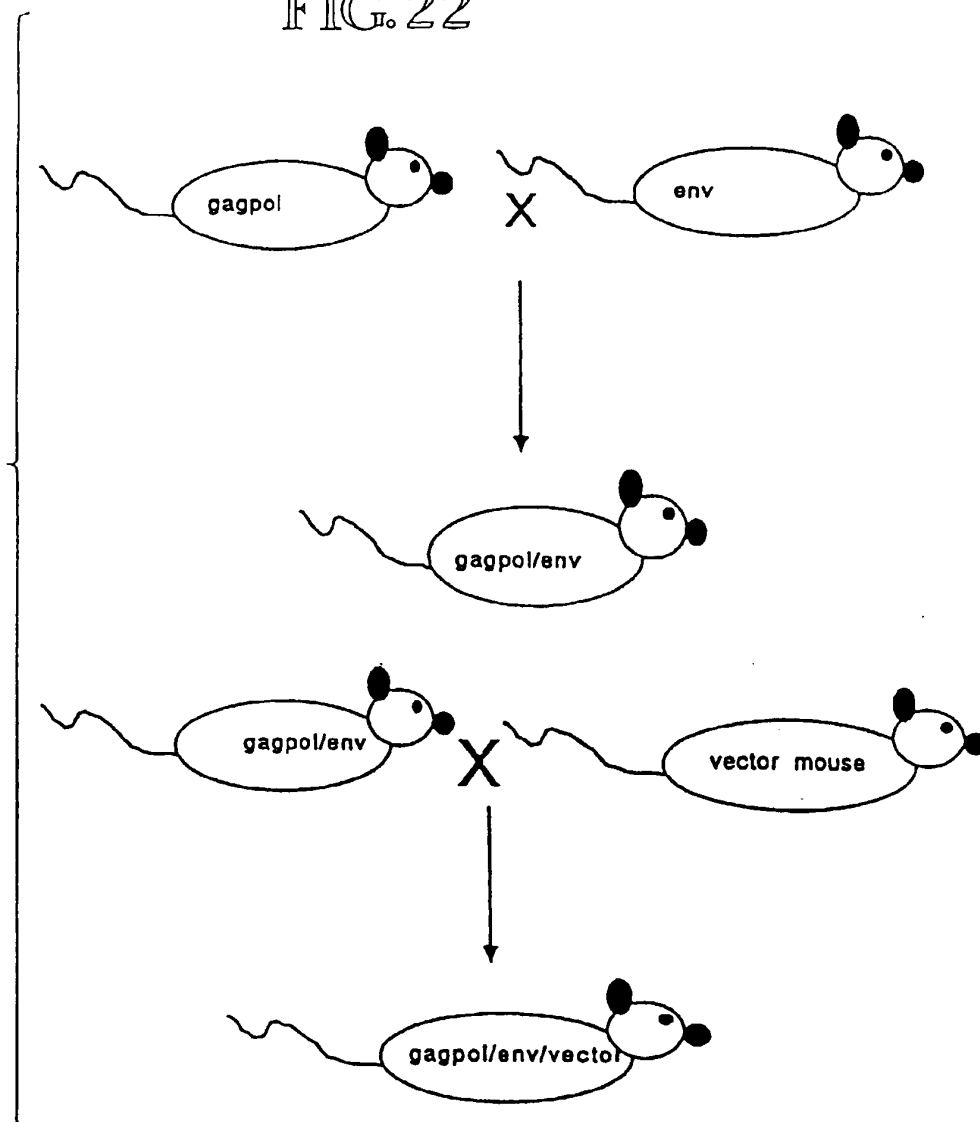 FIG. 22
gagpol
X
env
gagpol/env
gagpol/env
X
vector mouse
gagpol/env/vector